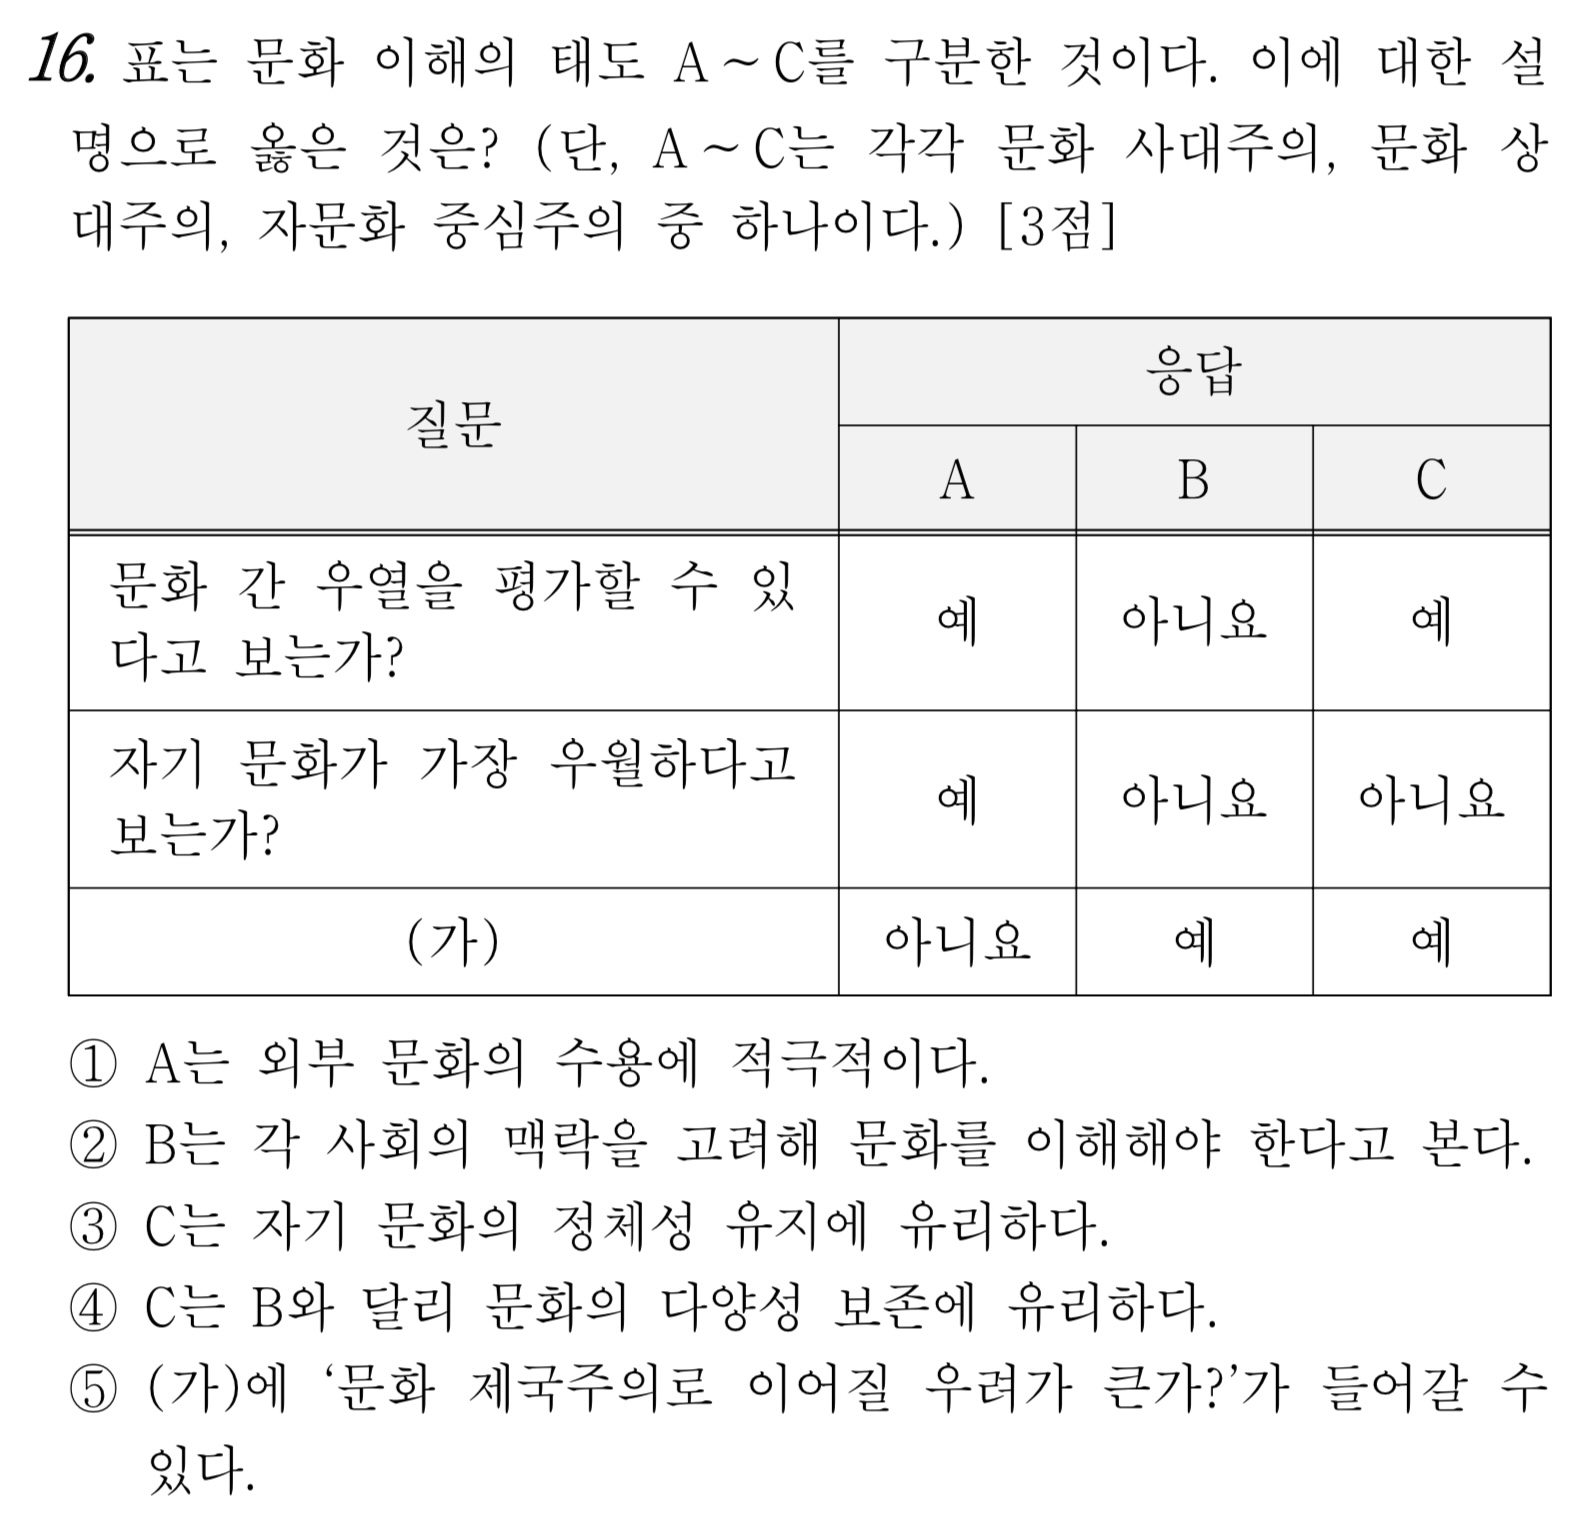 16. 표는 문화 이해의 태도 A ~ C를 구분한 것이다. 이에 대한 설
명으로 옳은 것은? (단, A ~ C는 각각 문화 사대주의, 문화 상
대주의, 자문화 중심주의 중 하나이다.) [3점]
질문
응답
A B C
문화 간 우열을 평가할 수 있
다고 보는가?
예 아니요 예
자기 문화가 가장 우월하다고
보는가?
예 아니요 아니요
(가) 아니요 예 예
① A는 외부 문화의 수용에 적극적이다.
② B는 각 사회의 맥락을 고려해 문화를 이해해야 한다고 본다.
③ C는 자기 문화의 정체성 유지에 유리하다.
④ C는 B와 달리 문화의 다양성 보존에 유리하다.
⑤ (가)에 ‘문화 제국주의로 이어질 우려가 큰가?’가 들어갈 수
있다.